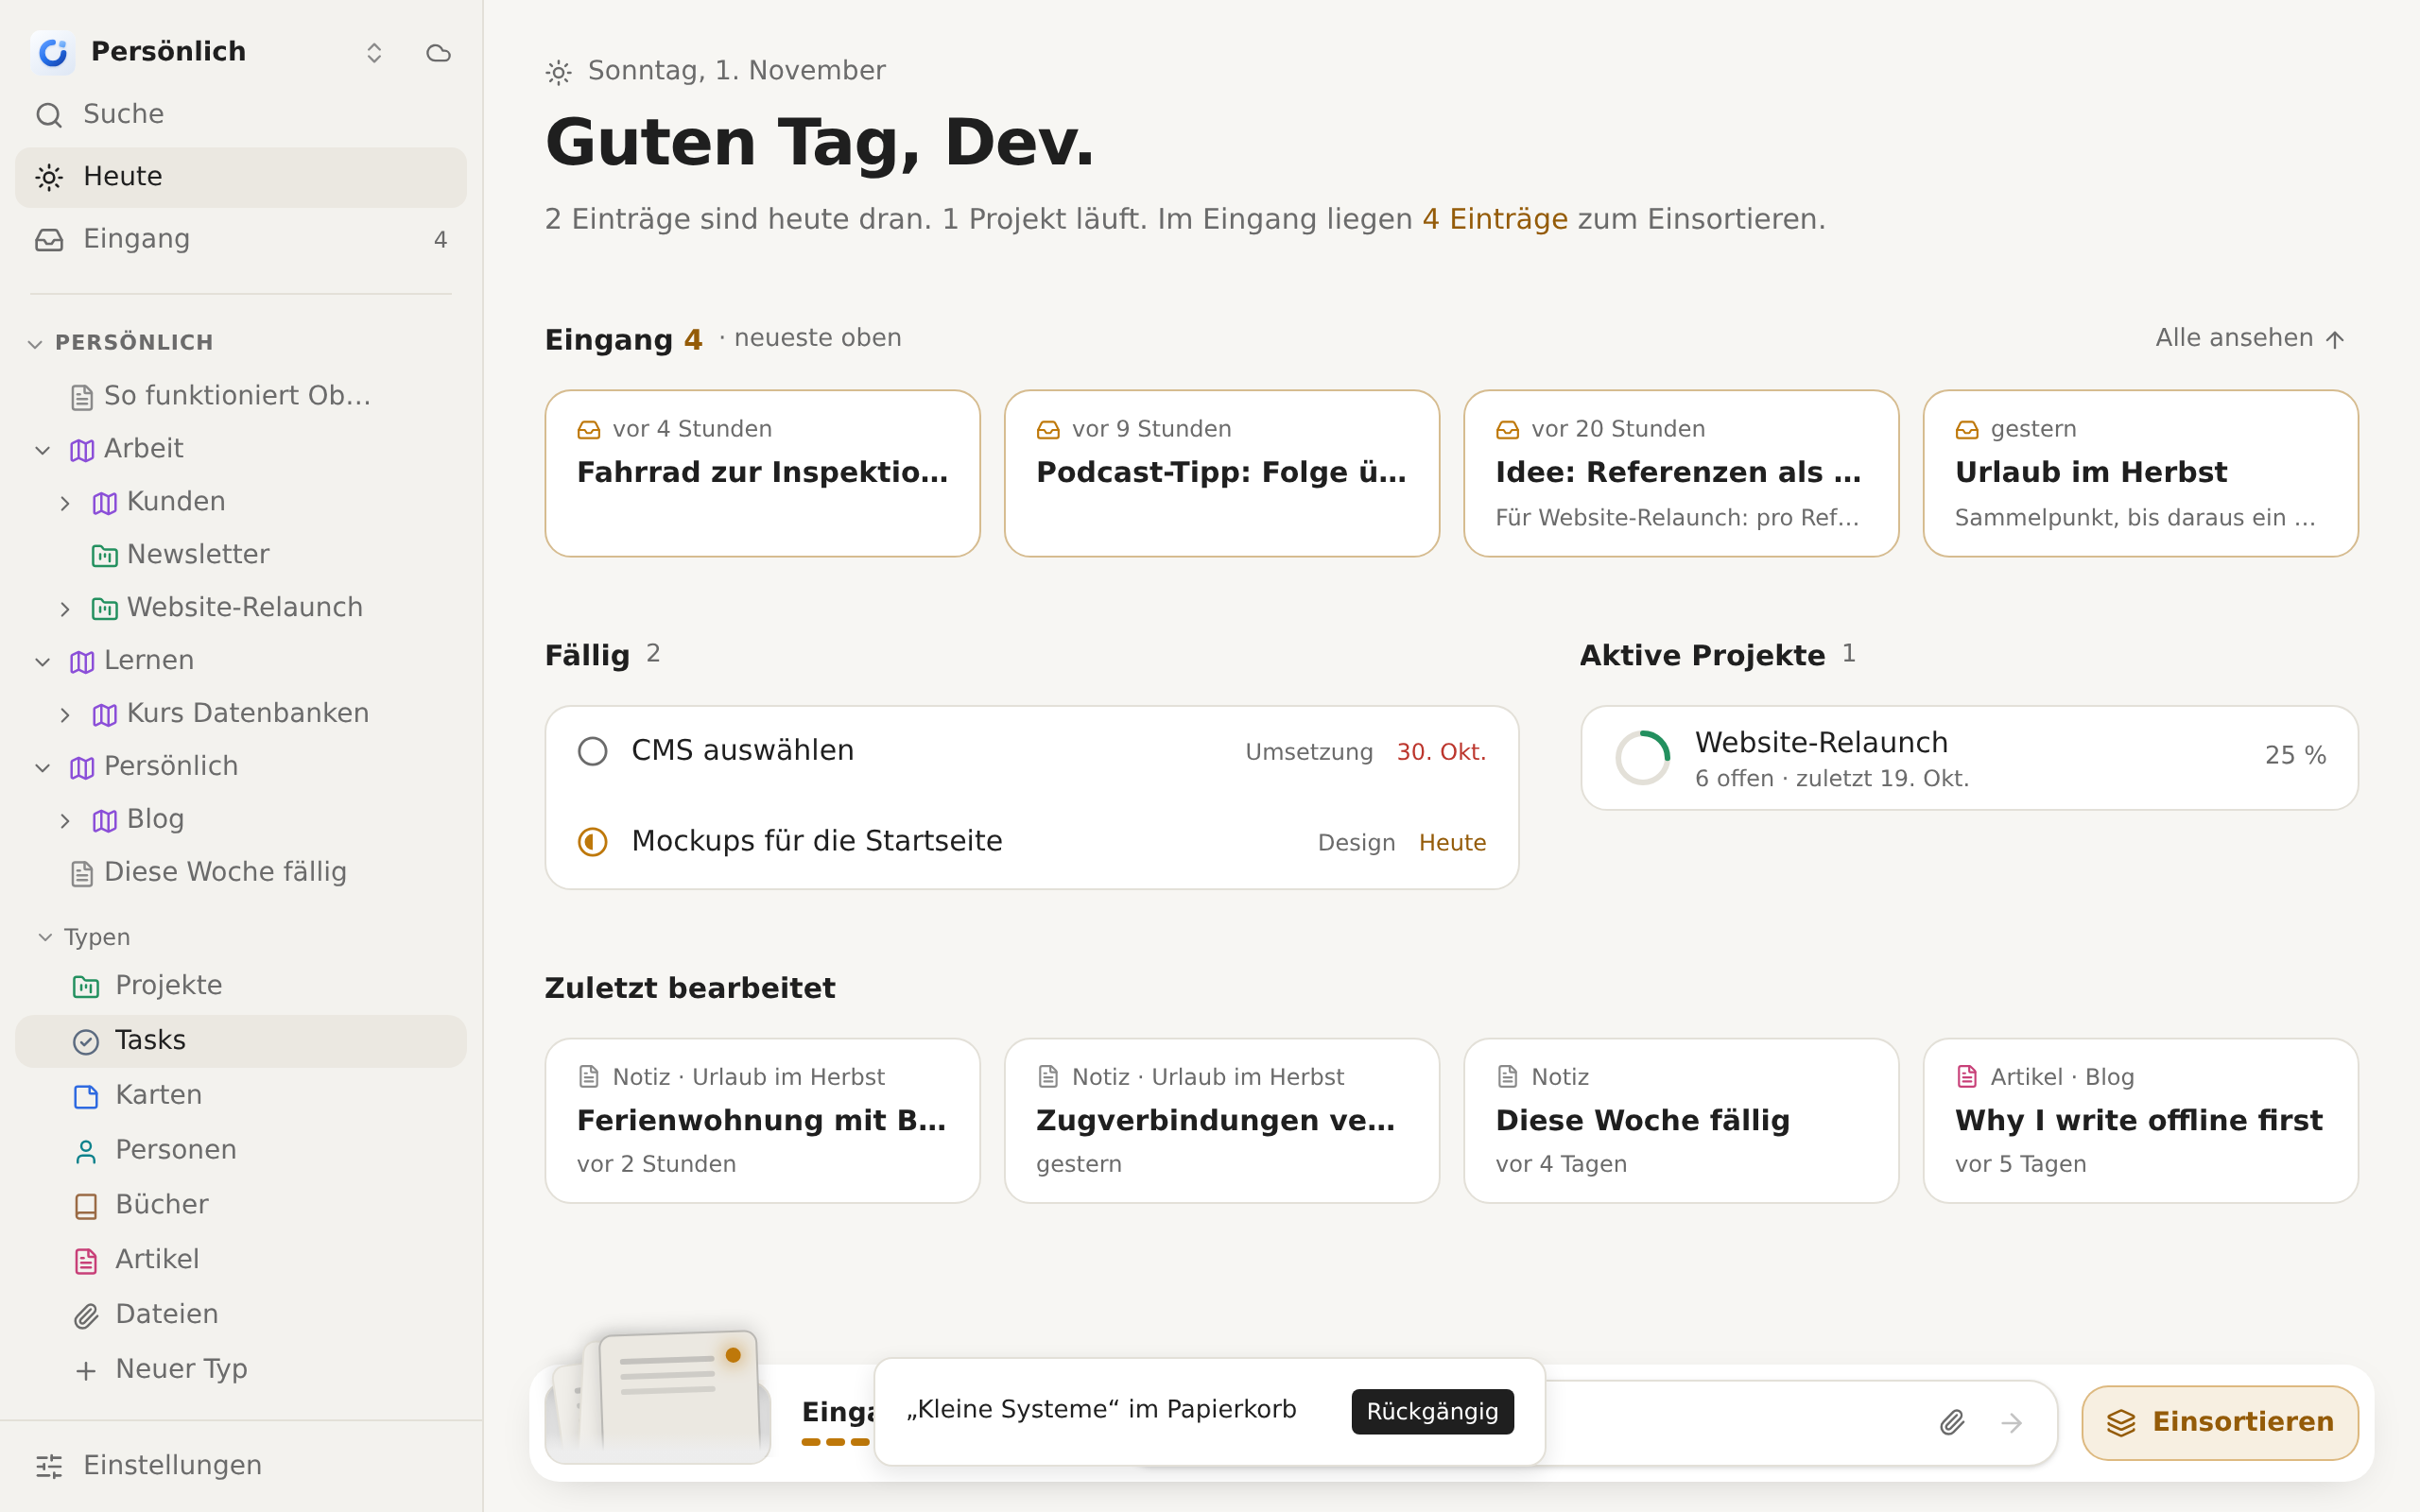 Persönlich
Suche
Heute
Eingang 4
PERSÖNLICH
So funktioniert Ob…
Arbeit
Kunden
Newsletter
Website-Relaunch
Lernen
Kurs Datenbanken
Persönlich
Blog
Diese Woche fällig
Typen
Projekte
Tasks
Karten
Personen
Bücher
Artikel
Dateien
Neuer Typ
Einstellungen
Sonntag, 1. November
Guten Tag, Dev.
2 Einträge sind heute dran. 1 Projekt läuft. Im Eingang liegen 4 Einträge zum Einsortieren.
Eingang 4 · neueste oben
Alle ansehen
vor 4 Stunden
Fahrrad zur Inspektio…
vor 9 Stunden
Podcast-Tipp: Folge ü…
vor 20 Stunden
Idee: Referenzen als …
Für Website-Relaunch: pro Ref…
gestern
Urlaub im Herbst
Sammelpunkt, bis daraus ein …
Fällig 2
CMS auswählen Umsetzung 30. Okt.
Mockups für die Startseite Design Heute
Aktive Projekte 1
Website-Relaunch
6 offen · zuletzt 19. Okt.
25 %
Zuletzt bearbeitet
Notiz · Urlaub im Herbst
Ferienwohnung mit B…
vor 2 Stunden
Notiz · Urlaub im Herbst
Zugverbindungen ve…
gestern
Notiz
Diese Woche fällig
vor 4 Tagen
Artikel · Blog
Why I write offline first
vor 5 Tagen
„Kleine Systeme“ im Papierkorb
Rückgängig
Einsortieren